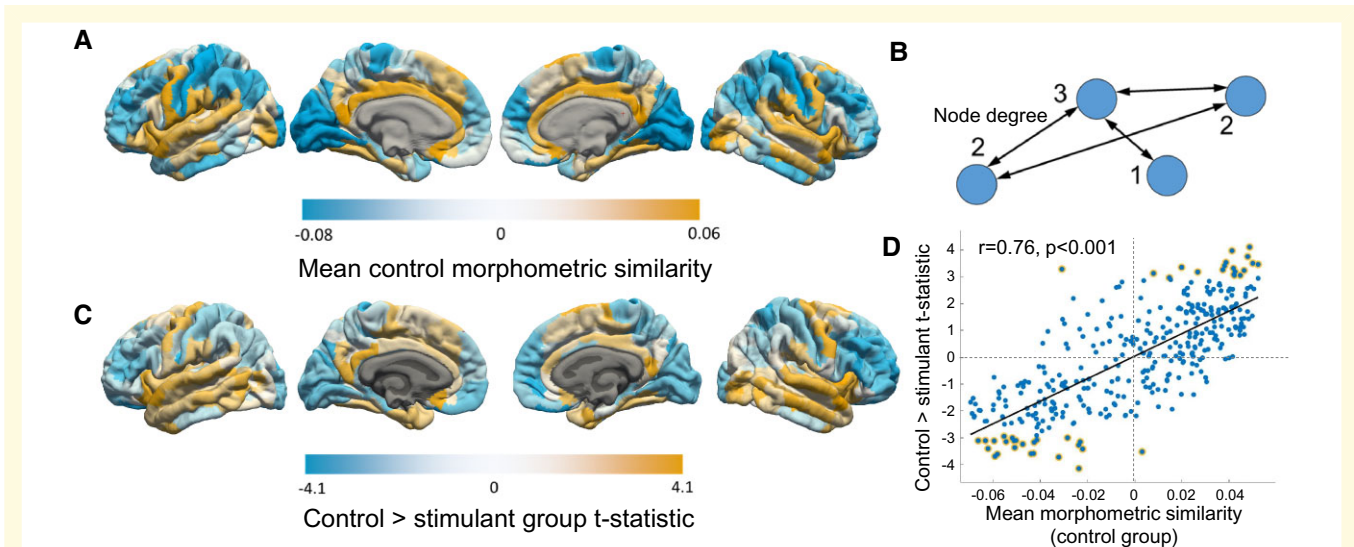 A
-0.08 0 0.06
Mean control morphometric similarity
B
3
Node degree
2
2
1
C
-4.1 0 4.1
Control > stimulant group t-statistic
D
r=0.76, p<0.001
Control > stimulant t-statistic
4
3
2
1
0
-1
-2
-3
-4
-0.06 -0.04 -0.02 0 0.02 0.04
Mean morphometric similarity
(control group)